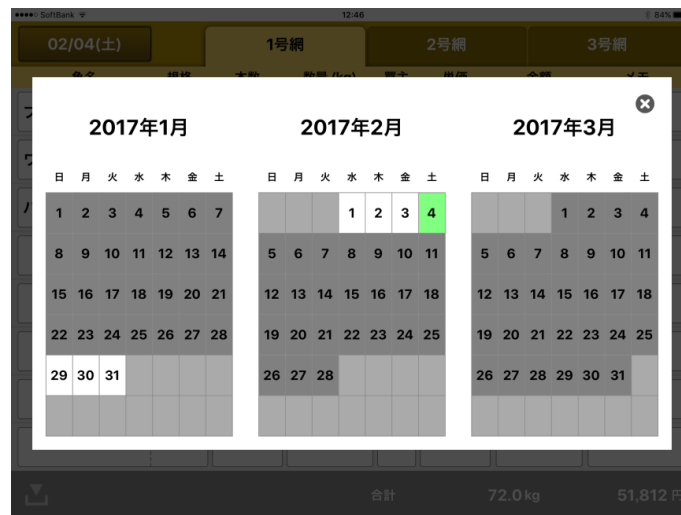 SoftBank 12:46 84%
02/04(土) 1号網 2号網 3号網
魚名 規格 本数 数量 (kg) 買主 単価 金額 メモ
2017年1月 2017年2月 2017年3月
日 月 火 水 木 金 土 日 月 火 水 木 金 土 日 月 火 水 木 金 土
1 2 3 4 5 6 7 1 2 3 4 1 2 3 4
8 9 10 11 12 13 14 5 6 7 8 9 10 11 5 6 7 8 9 10 11
15 16 17 18 19 20 21 12 13 14 15 16 17 18 12 13 14 15 16 17 18
22 23 24 25 26 27 28 19 20 21 22 23 24 25 19 20 21 22 23 24 25
29 30 31 26 27 28 26 27 28 29 30 31
合計 72.0 kg 51,812 円